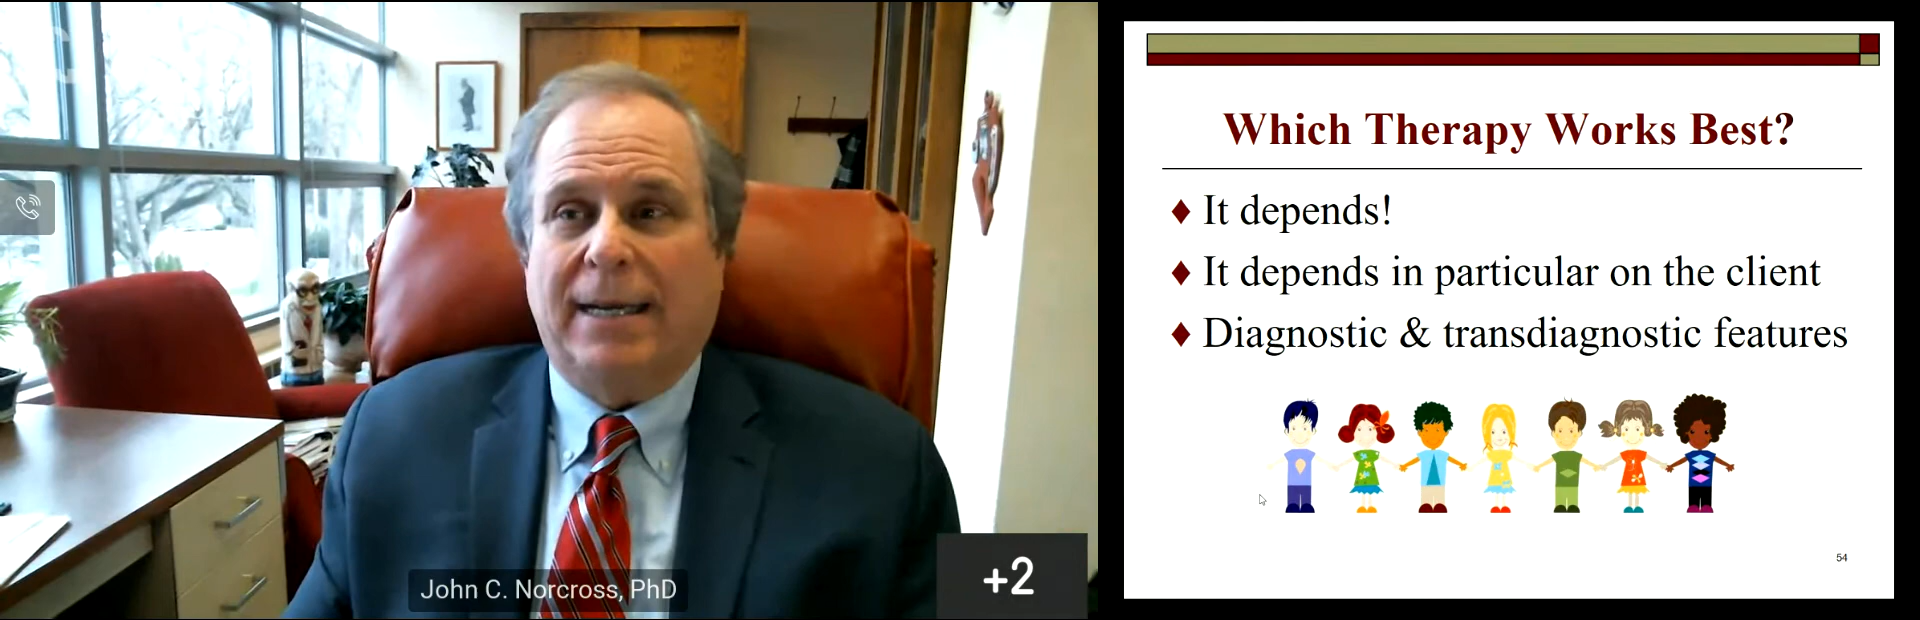 John C. Norcross, PhD
+2
Which Therapy Works Best?
It depends!
It depends in particular on the client
Diagnostic & transdiagnostic features
54